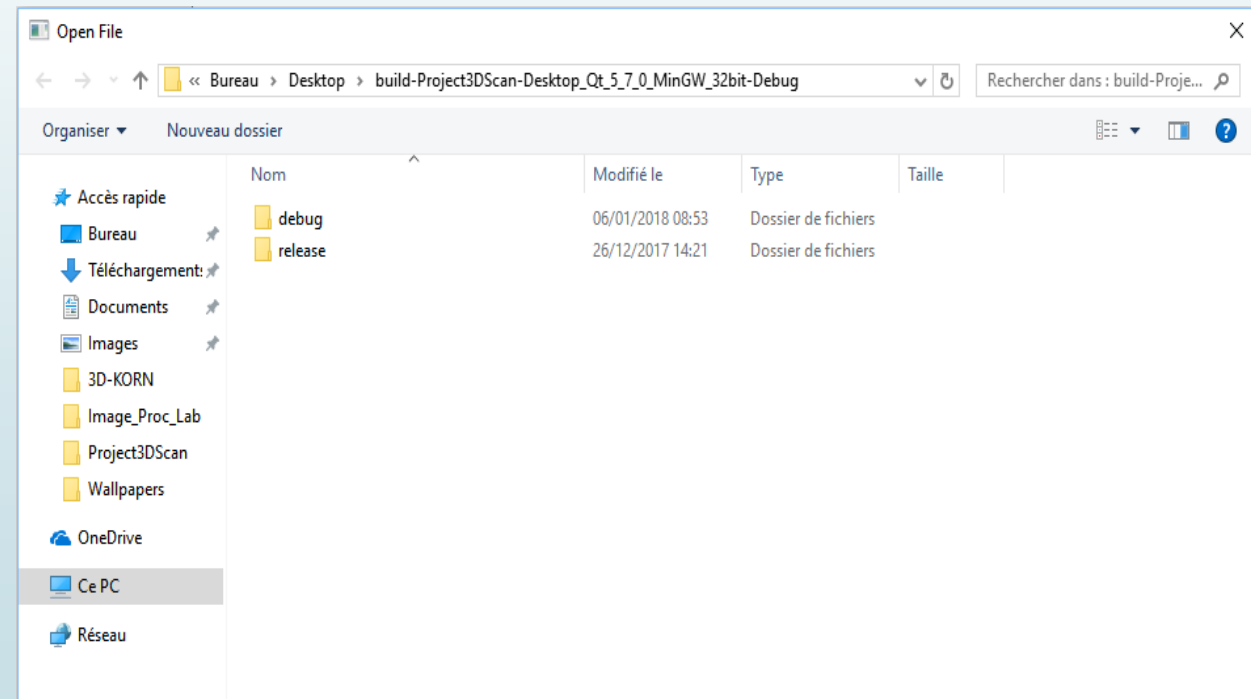 Open File
« Bureau > Desktop > build-Project3DScan-Desktop_Qt_5_7_0_MinGW_32bit-Debug
Rechercher dans : build-Proje...
Organiser Nouveau dossier
Nom Modifié le Type Taille
debug 06/01/2018 08:53 Dossier de fichiers
release 26/12/2017 14:21 Dossier de fichiers
Accès rapide
Bureau
Téléchargements
Documents
Images
3D-KORN
Image_Proc_Lab
Project3DScan
Wallpapers
OneDrive
Ce PC
Réseau